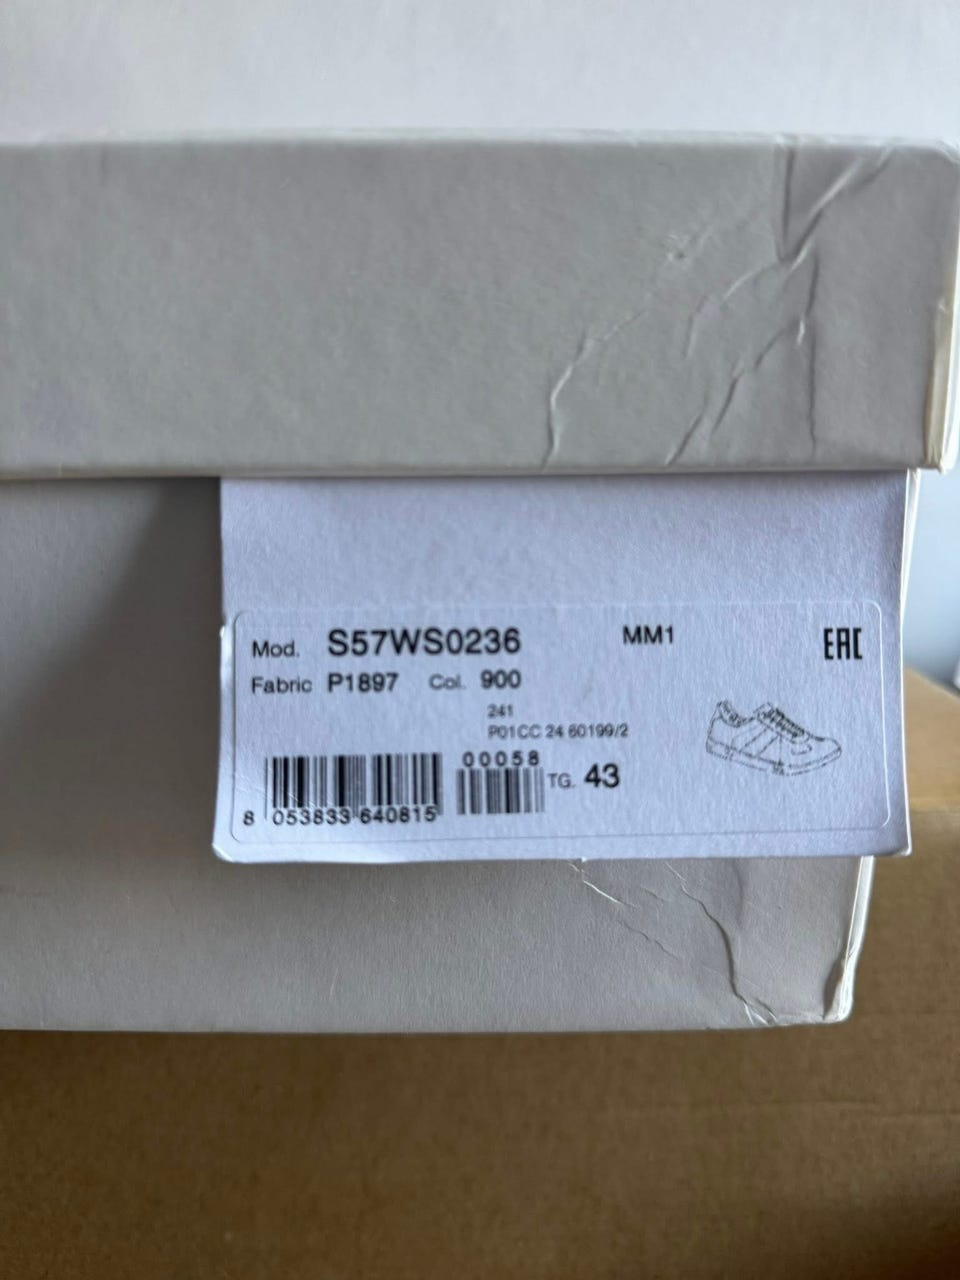 Mod. S57WS0236 MM1 EAC
Fabric P1897 Col. 900
241
P01CC 24 60199/2
00058
TG. 43
8 053833 640815